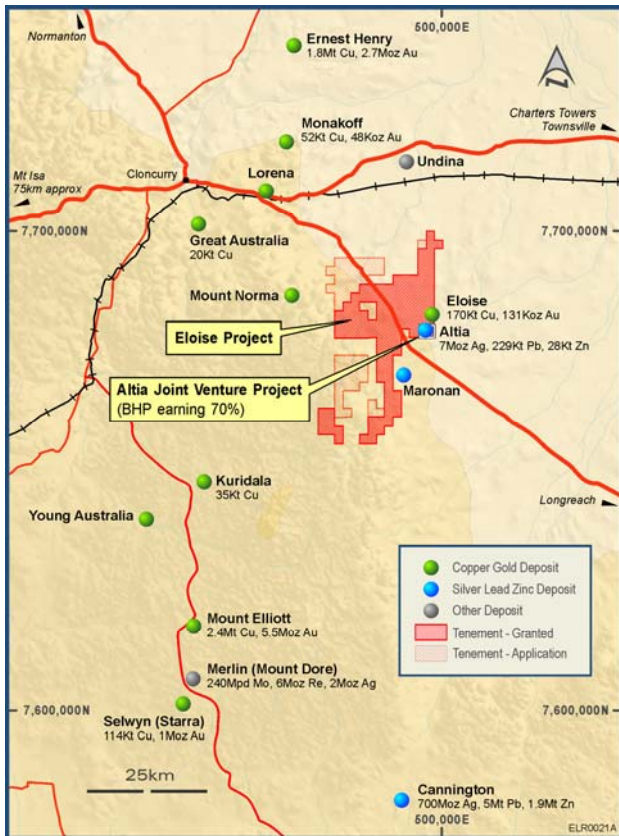 500,000E
Normanton
Ernest Henry
1.8Mt Cu, 2.7Moz Au
N
Charters Towers
Townsville
Monakoff
52Kt Cu, 48Koz Au
Undina
Cloncurry
Lorena
Mt Isa
75km approx
7,700,000N
7,700,000N
Great Australia
20Kt Cu
Mount Norma
Eloise
170Kt Cu, 131Koz Au
Eloise Project
Altia
7Moz Ag, 229Kt Pb, 28Kt Zn
Maronan
Altia Joint Venture Project
(BHP earning 70%)
Kuridala
35Kt Cu
Longreach
Young Australia
Copper Gold Deposit
Silver Lead Zinc Deposit
Other Deposit
Tenement - Granted
Tenement - Application
Mount Elliott
2.4Mt Cu, 5.5Moz Au
Merlin (Mount Dore)
240Mpd Mo, 6Moz Re, 2Moz Ag
Selwyn (Starra)
114Kt Cu, 1Moz Au
7,600,000N
7,600,000N
25km
Cannington
700Moz Ag, 5Mt Pb, 1.9Mt Zn
500,000E
ELR0021A